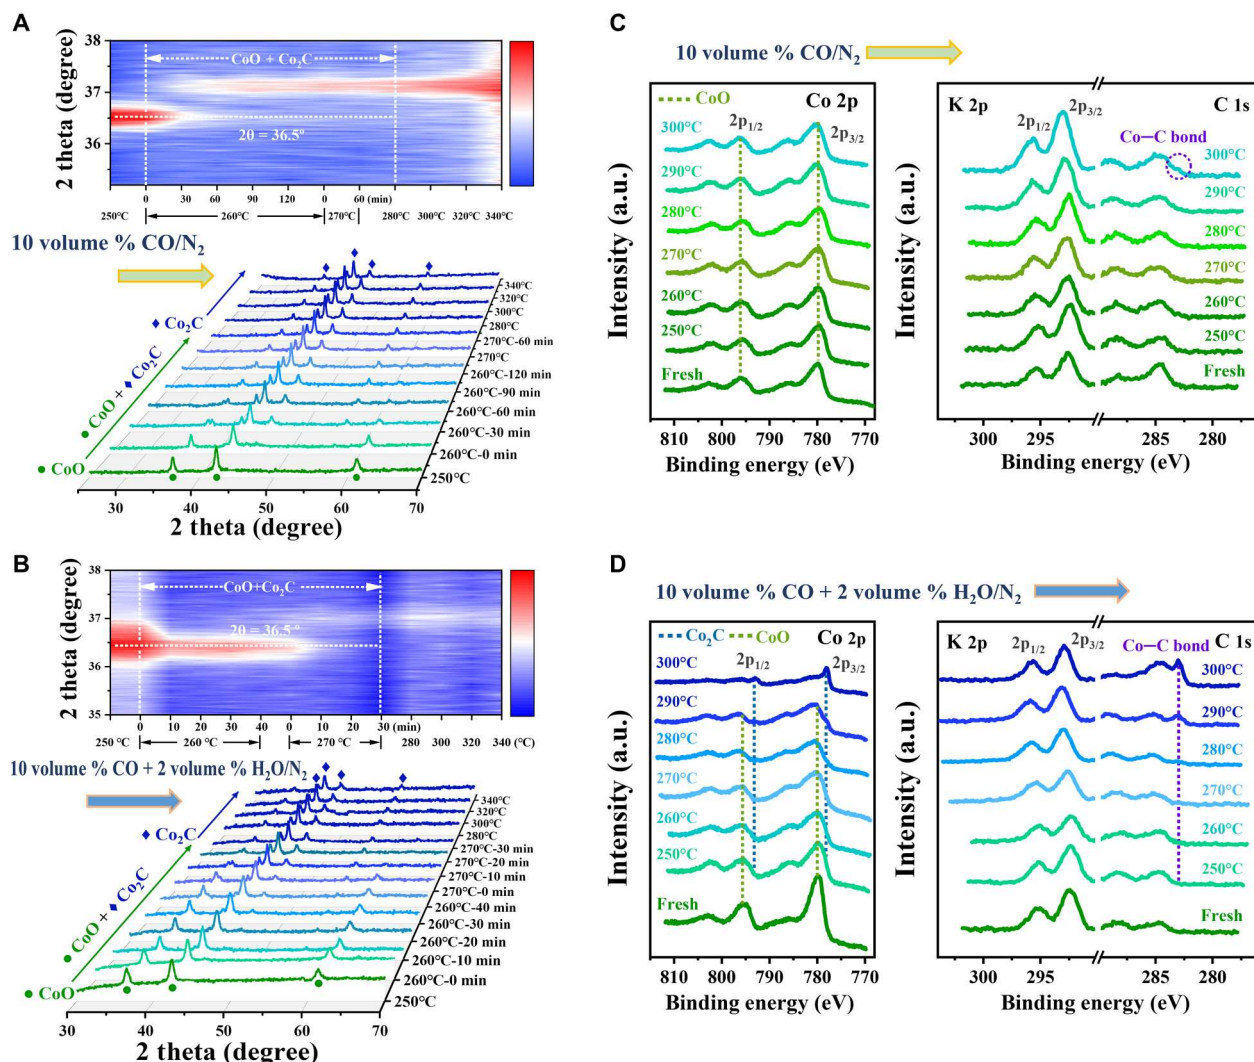 A
38
37
36
2 theta (degree)
CoO + Co₂C
2θ = 36.5º
0 30 60 90 120 0 60 (min)
250°C 260°C 270°C 280°C 300°C 320°C 340°C
10 volume % CO/N₂
♦ Co₂C
● CoO + ♦ Co₂C
● CoO
340°C
320°C
300°C
280°C
270°C-60 min
270°C
260°C-120 min
260°C-90 min
260°C-60 min
260°C-30 min
260°C-0 min
250°C
30 40 50 60 70
2 theta (degree)
B
38
37
36
35
2 theta (degree)
CoO+Co₂C
2θ = 36.5º
0 10 20 30 40 0 10 20 30 (min)
250 °C 260 °C 270 °C 280 300 320 340 (°C)
10 volume % CO + 2 volume % H₂O/N₂
♦ Co₂C
● CoO + ♦ Co₂C
● CoO
340°C
320°C
300°C
280°C
270°C-30 min
270°C-20 min
270°C-10 min
270°C-0 min
260°C-40 min
260°C-30 min
260°C-20 min
260°C-10 min
260°C-0 min
250°C
30 40 50 60 70
2 theta (degree)
C
10 volume % CO/N₂
CoO
Co 2p
2p₁/₂
2p₃/₂
300°C
290°C
280°C
270°C
260°C
250°C
Fresh
Intensity (a.u.)
810 800 790 780 770
Binding energy (eV)
K 2p
C 1s
2p₁/₂
2p₃/₂
Co—C bond
300°C
290°C
280°C
270°C
260°C
250°C
Fresh
Intensity (a.u.)
300 292 284 277
Binding energy (eV)
D
10 volume % CO + 2 volume % H₂O/N₂
Co₂C CoO
Co 2p
2p₁/₂
2p₃/₂
300°C
290°C
280°C
270°C
260°C
250°C
Fresh
Intensity (a.u.)
810 800 790 780 770
Binding energy (eV)
K 2p
C 1s
2p₁/₂
2p₃/₂
Co—C bond
300°C
290°C
280°C
270°C
260°C
250°C
Fresh
Intensity (a.u.)
300 292 284 277
Binding energy (eV)